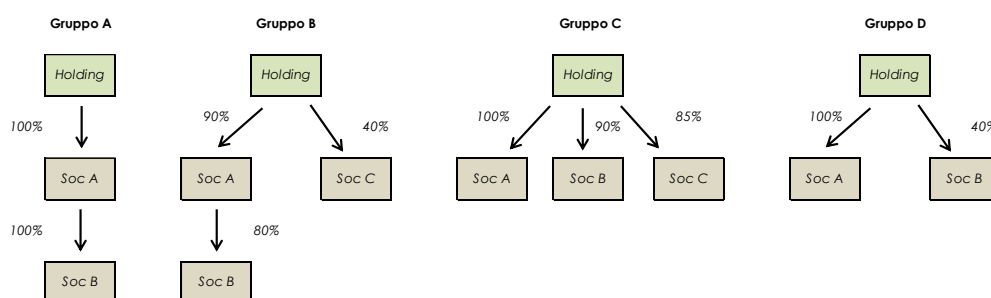 Gruppo A
Gruppo B
Gruppo C
Gruppo D
Holding
Holding
Holding
Holding
100%
90%
40%
100%
90%
85%
100%
40%
Soc A
Soc A
Soc C
Soc A
Soc B
Soc C
Soc A
Soc B
100%
80%
Soc B
Soc B